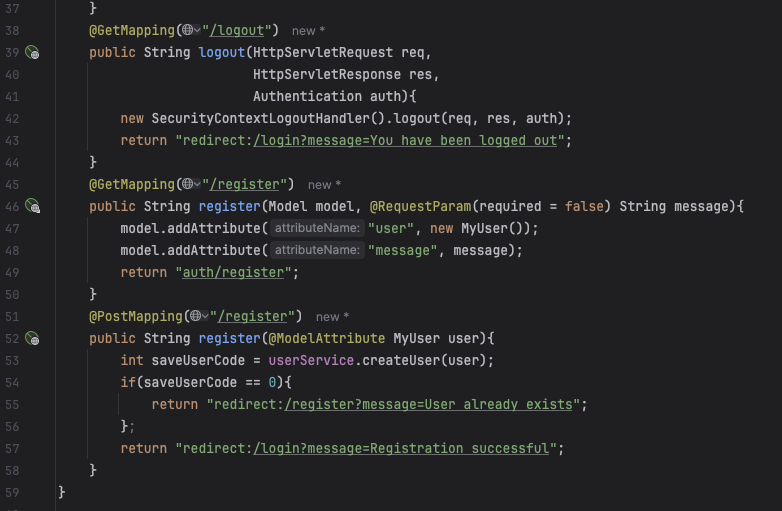 37 }
38 @GetMapping("/logout") new *
39 public String logout(HttpServletRequest req,
40 HttpServletResponse res,
41 Authentication auth){
42 new SecurityContextLogoutHandler().logout(req, res, auth);
43 return "redirect:/login?message=You have been logged out";
44 }
45 @GetMapping("/register") new *
46 public String register(Model model, @RequestParam(required = false) String message){
47 model.addAttribute( attributeName: "user", new MyUser());
48 model.addAttribute( attributeName: "message", message);
49 return "auth/register";
50 }
51 @PostMapping("/register") new *
52 public String register(@ModelAttribute MyUser user){
53 int saveUserCode = userService.createUser(user);
54 if(saveUserCode == 0){
55 return "redirect:/register?message=User already exists";
56 };
57 return "redirect:/login?message=Registration successful";
58 }
59 }